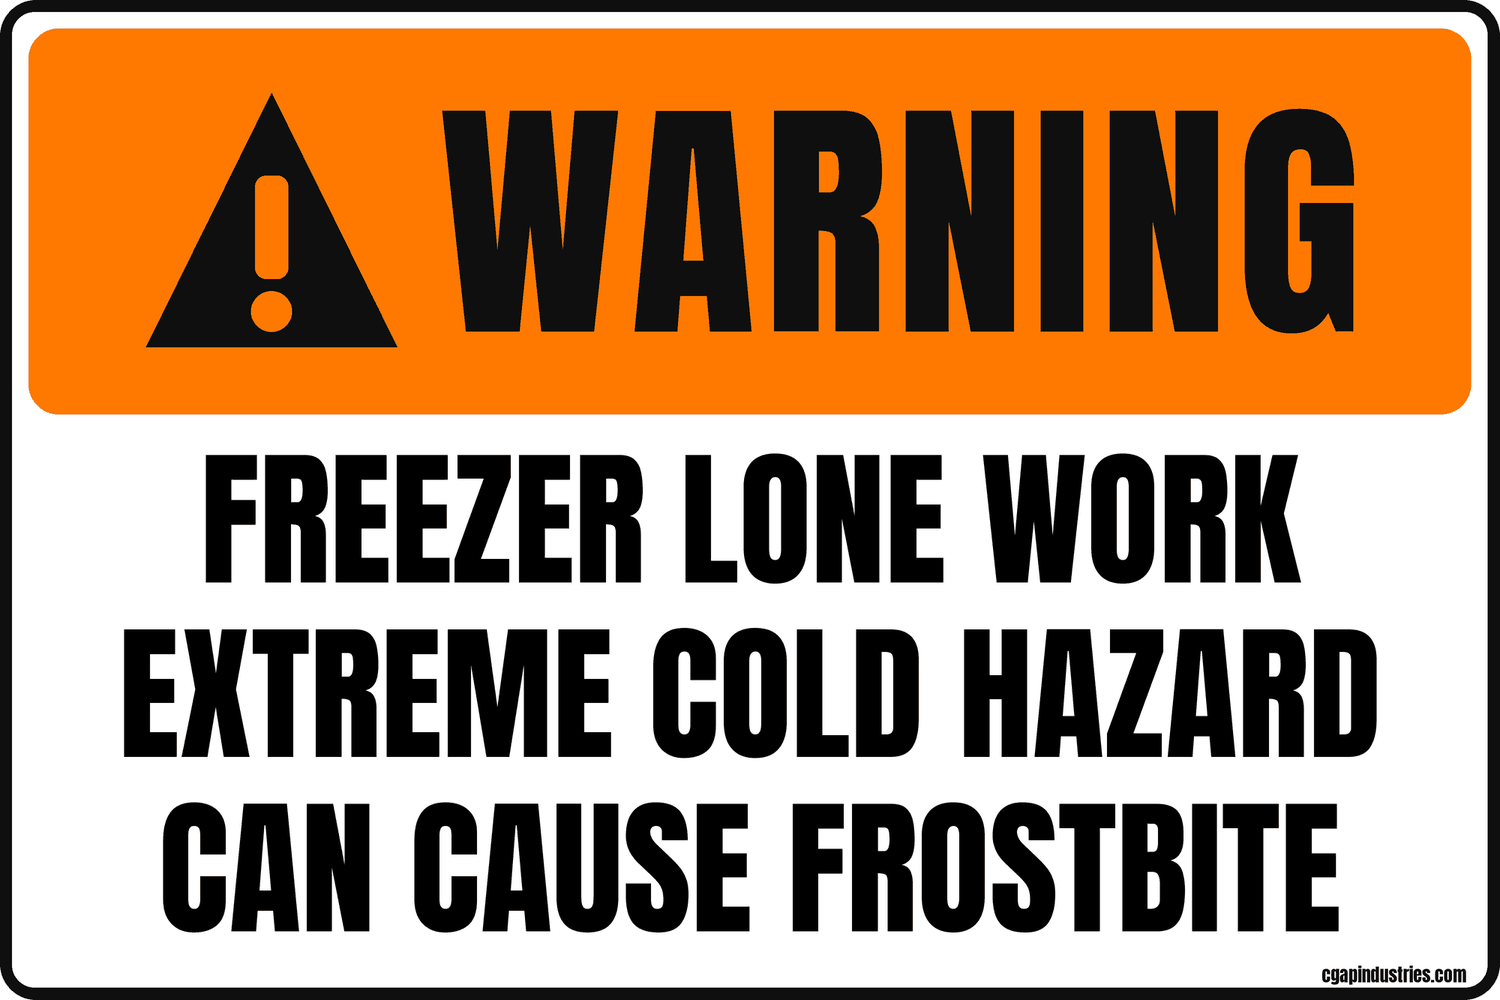 WARNING
FREEZER LONE WORK
EXTREME COLD HAZARD
CAN CAUSE FROSTBITE
cgapindustries.com